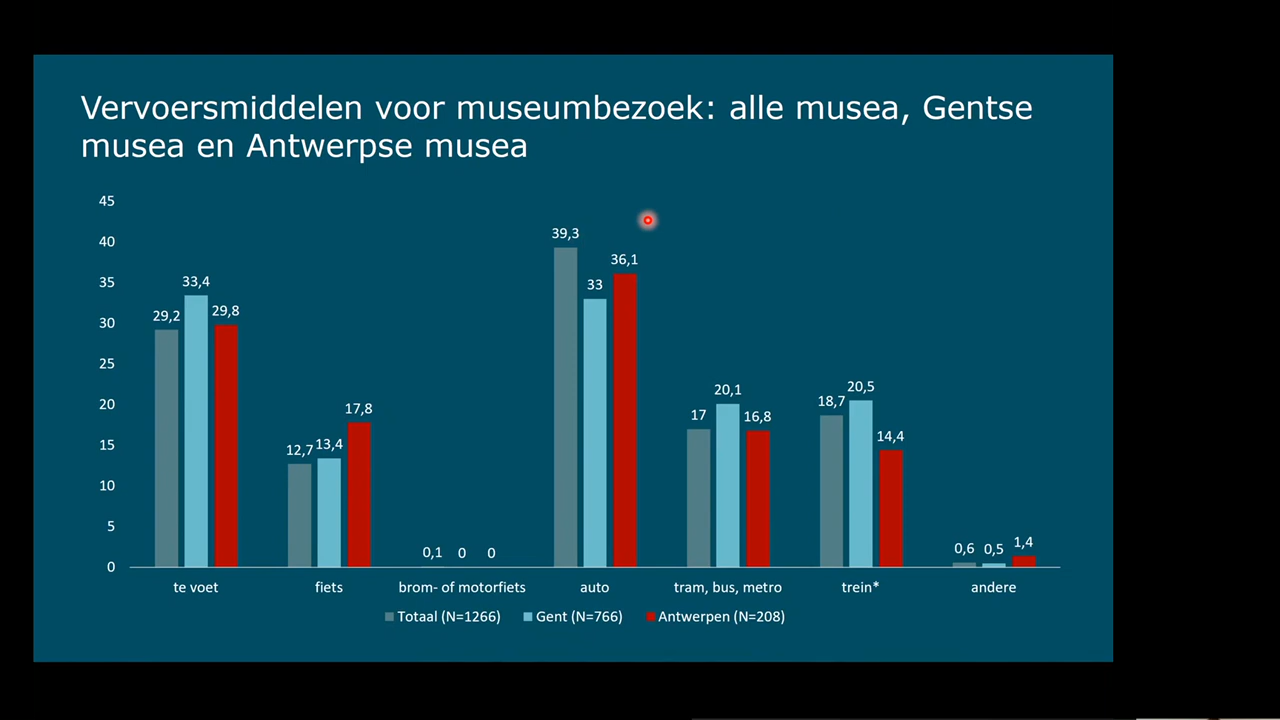 Vervoersmiddelen voor museumbezoek: alle musea, Gentse
musea en Antwerpse musea
45
40
35
30
25
20
15
10
5
0
29,2
33,4
29,8
12,7
13,4
17,8
0,1
0
0
39,3
33
36,1
17
20,1
16,8
18,7
20,5
14,4
0,6
0,5
1,4
te voet
fiets
brom- of motorfiets
auto
tram, bus, metro
trein*
andere
Totaal (N=1266)
Gent (N=766)
Antwerpen (N=208)